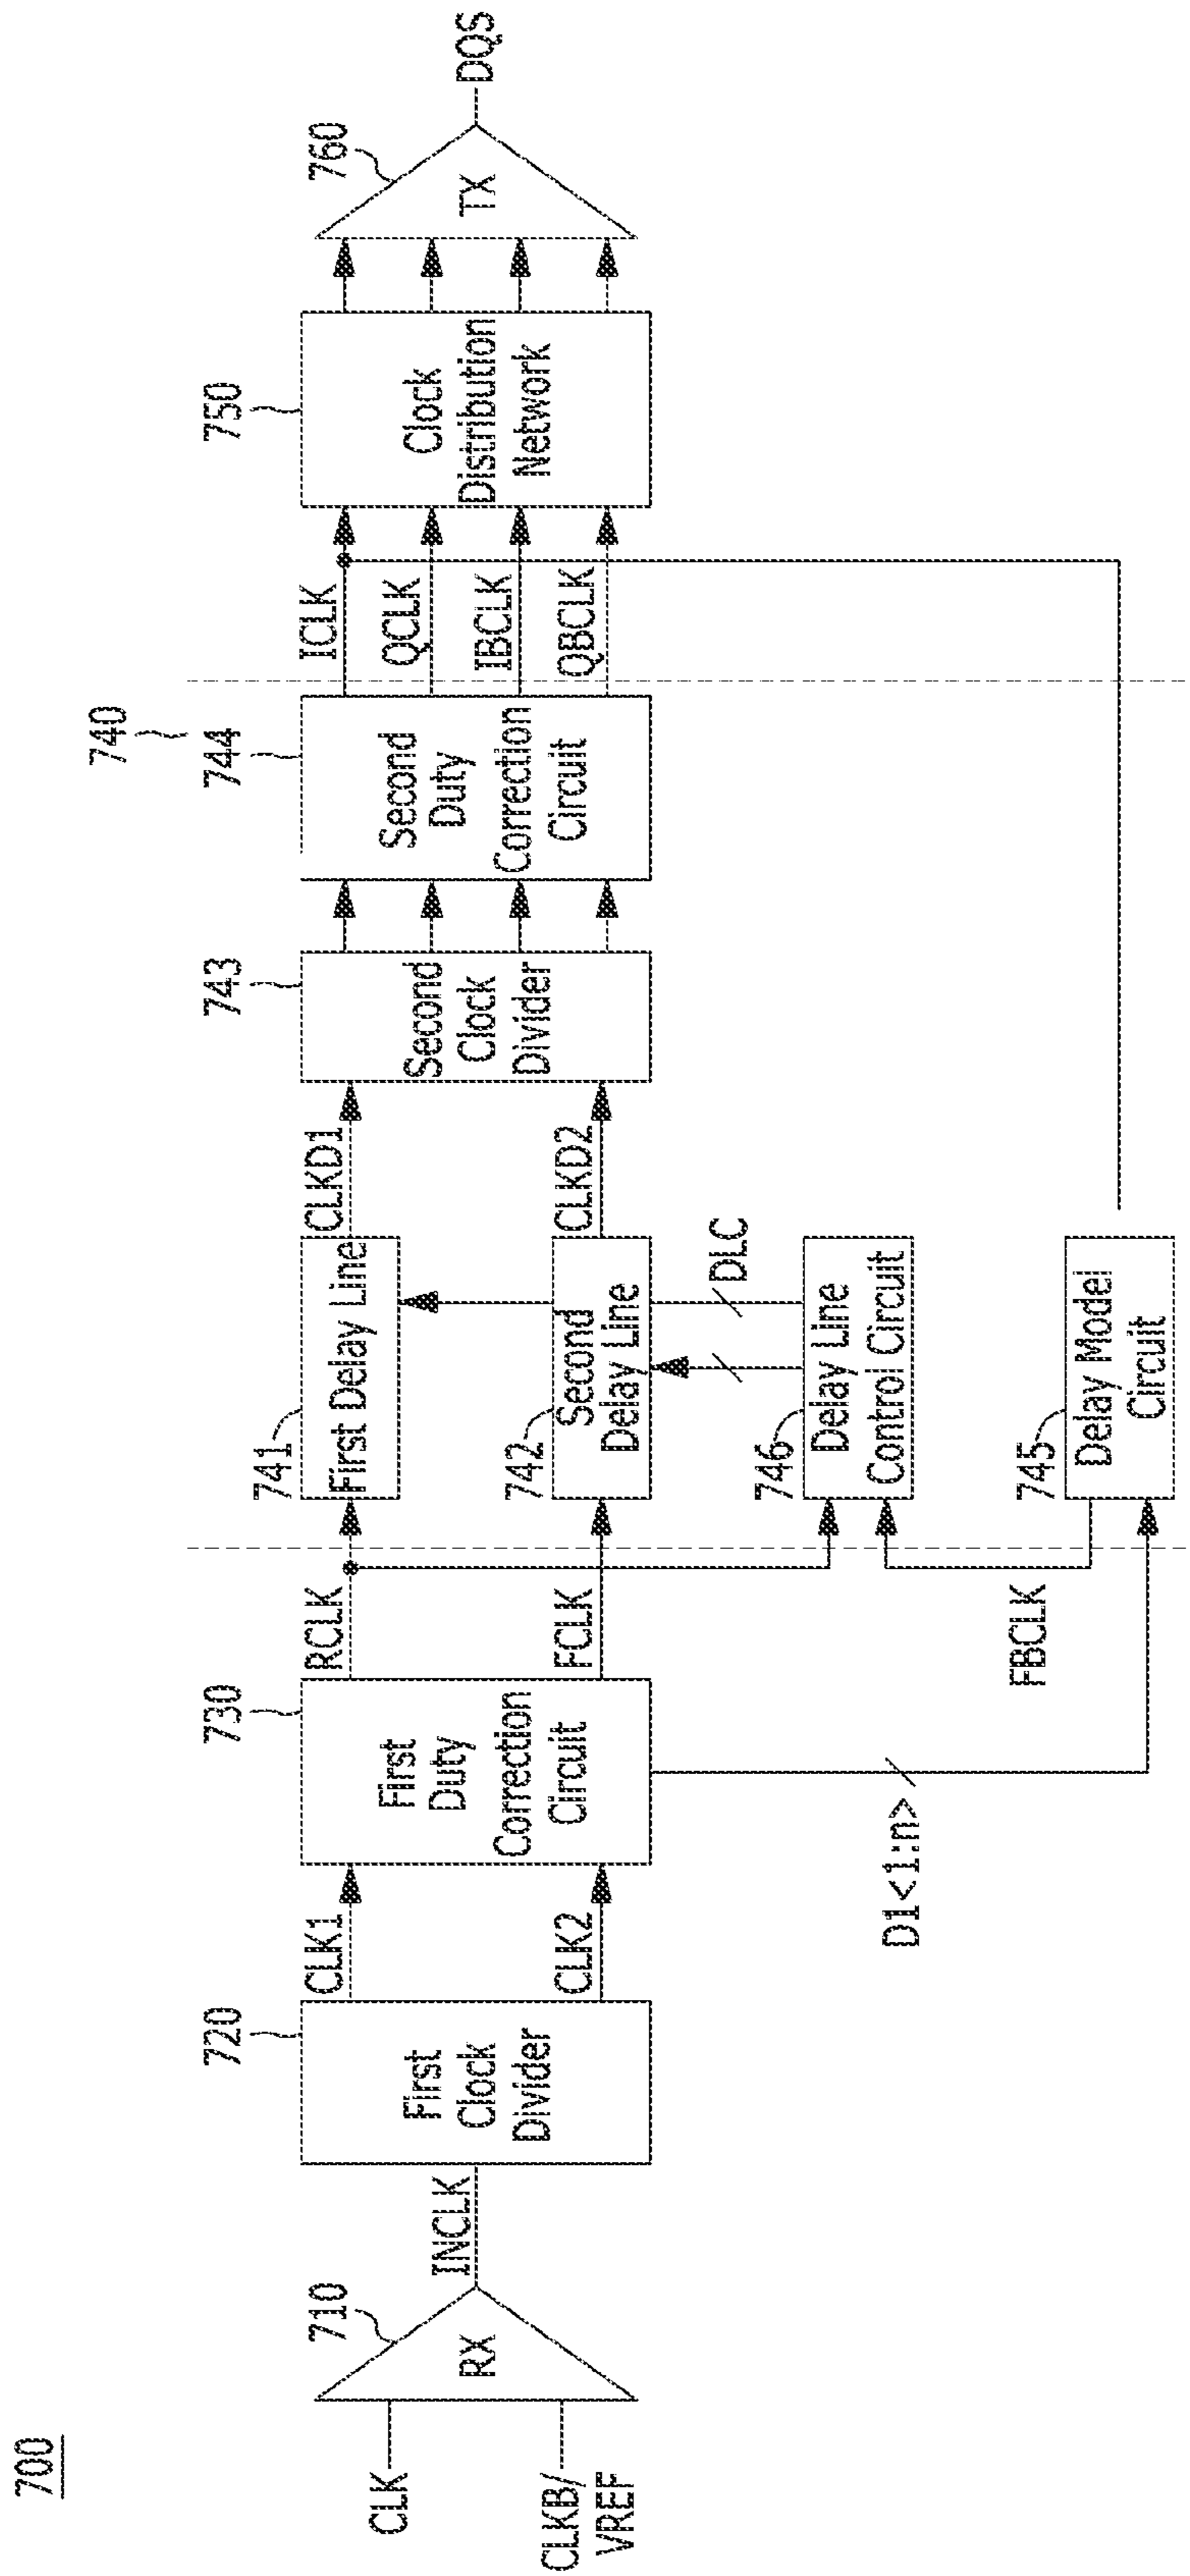 700
CLK
CLKB/
VREF
710
RX
INCLK
720
First
Clock
Divider
CLK1
CLK2
730
First
Duty
Correction
Circuit
RCLK
FCLK
D1<1:n>
FBCLK
740
741
First Delay Line
742
Second
Delay Line
746
Delay Line
Control Circuit
745
Delay Model
Circuit
DLC
CLKD1
CLKD2
743
Second
Clock
Divider
744
Second
Duty
Correction
Circuit
ICLK
QCLK
IBCLK
QBCLK
750
Clock
Distribution
Network
760
TX
DQS